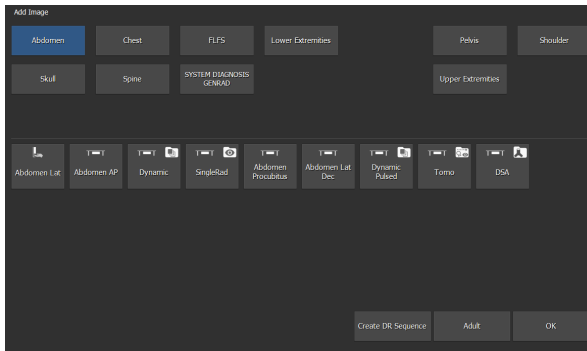 Add Image
Abdomen
Chest
FLFS
Lower Extremities
Pelvis
Shoulder
Skull
Spine
SYSTEM DIAGNOSIS
GENRAD
Upper Extremities
Abdomen Lat
Abdomen AP
Dynamic
SingleRad
Abdomen
Procubitus
Abdomen Lat
Dec
Dynamic
Pulsed
Tomo
DSA
Create DR Sequence
Adult
OK